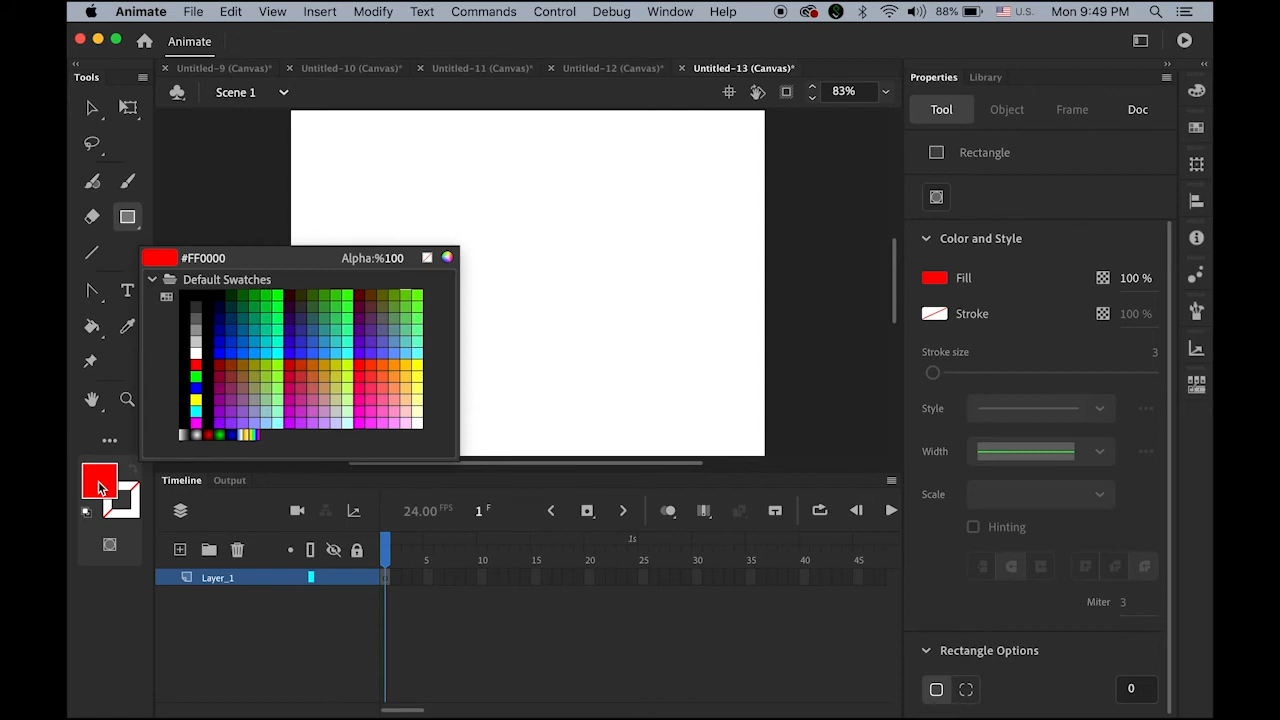 Animate File Edit View Insert Modify Text Commands Control Debug Window Help 88% U.S. Mon 9:49 PM
Animate
Tools
Untitled-9 (Canvas)* Untitled-10 (Canvas)* Untitled-11 (Canvas)* Untitled-12 (Canvas)* Untitled-13 (Canvas)*
Scene 1 83%
#FF0000 Alpha:%100
Default Swatches
T
Properties Library
Tool Object Frame Doc
Rectangle
Color and Style
Fill 100 %
Stroke 100 %
Stroke size 3
Style
Width
Scale
Hinting
Miter 3
Rectangle Options
0
Timeline Output
24.00 FPS 1 F
1s
5 10 15 20 25 30 35 40 45
Layer_1